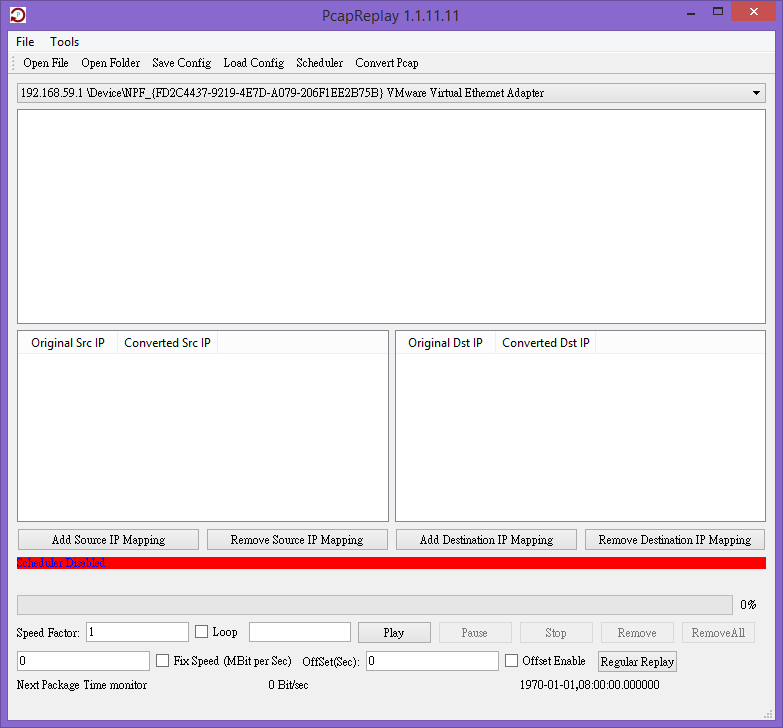 PcapReplay 1.1.11.11
File Tools
Open File Open Folder Save Config Load Config Scheduler Convert Pcap
192.168.59.1 \Device\NPF_{FD2C4437-9219-4E7D-A079-206F1EE2B75B} VMware Virtual Ethernet Adapter
Original Src IP Converted Src IP Original Dst IP Converted Dst IP
Add Source IP Mapping Remove Source IP Mapping Add Destination IP Mapping Remove Destination IP Mapping
Scheduler Disabled
0%
Speed Factor: 1 Loop Play Pause Stop Remove RemoveAll
0 Fix Speed (MBit per Sec) OffSet(Sec): 0 Offset Enable Regular Replay
Next Package Time monitor 0 Bit/sec 1970-01-01,08:00:00.000000